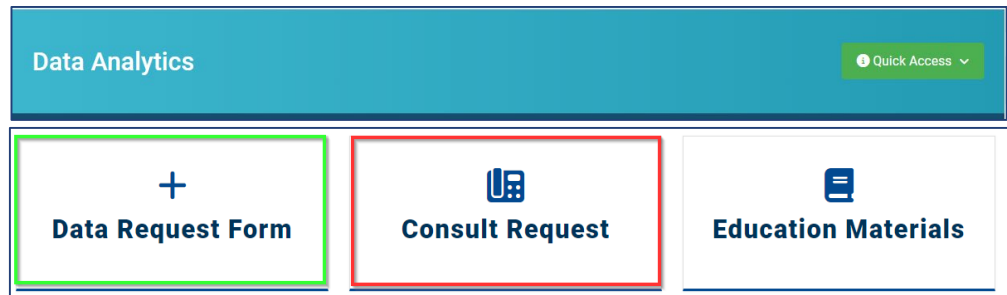 Data Analytics
Quick Access
Data Request Form
Consult Request
Education Materials